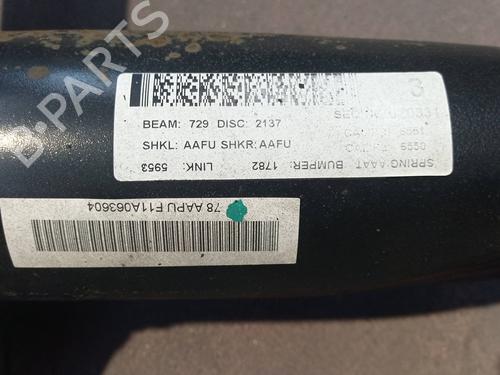 B-PARTS
3
BEAM: 729 DISC: 2137
SHKL: AAFU SHKR: AAFU
SPRING AAAT BUMPER: 1782 LINK: 5953
78 AAPU F11A063604